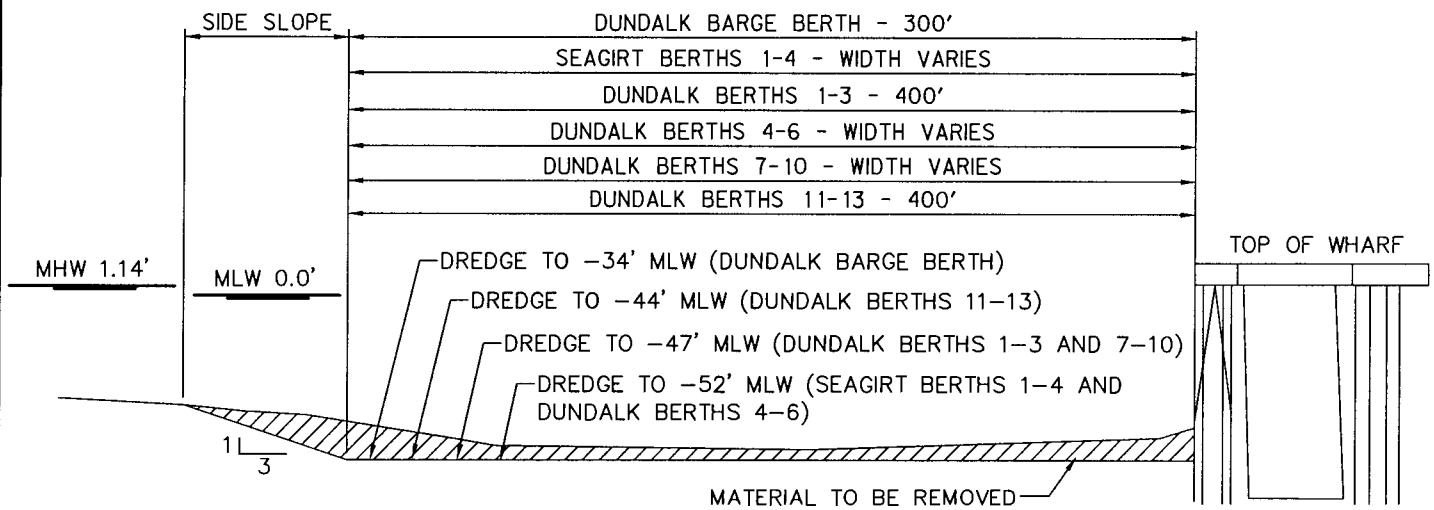 SIDE SLOPE
DUNDALK BARGE BERTH - 300'
SEAGIRT BERTHS 1-4 - WIDTH VARIES
DUNDALK BERTHS 1-3 - 400'
DUNDALK BERTHS 4-6 - WIDTH VARIES
DUNDALK BERTHS 7-10 - WIDTH VARIES
DUNDALK BERTHS 11-13 - 400'
TOP OF WHARF
MHW 1.14'
MLW 0.0'
DREDGE TO -34' MLW (DUNDALK BARGE BERTH)
DREDGE TO -44' MLW (DUNDALK BERTHS 11-13)
DREDGE TO -47' MLW (DUNDALK BERTHS 1-3 AND 7-10)
DREDGE TO -52' MLW (SEAGIRT BERTHS 1-4 AND
DUNDALK BERTHS 4-6)
1
3
MATERIAL TO BE REMOVED